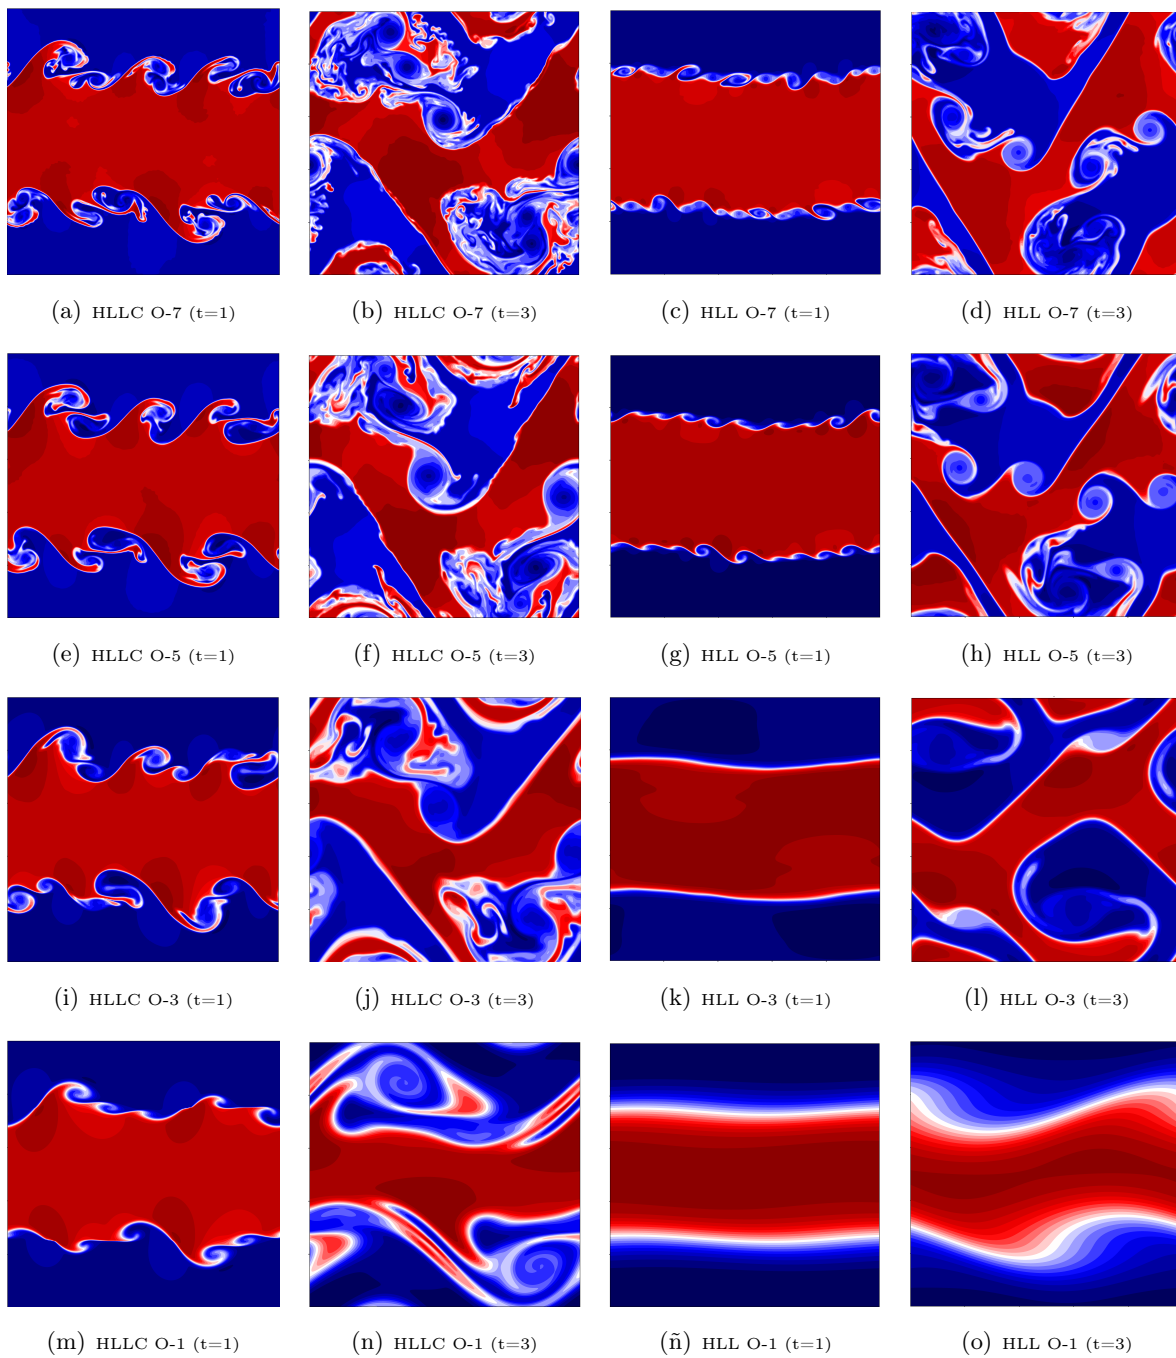 (a) HLLC O-7 (t=1) (b) HLLC O-7 (t=3) (c) HLL O-7 (t=1) (d) HLL O-7 (t=3)
(e) HLLC O-5 (t=1) (f) HLLC O-5 (t=3) (g) HLL O-5 (t=1) (h) HLL O-5 (t=3)
(i) HLLC O-3 (t=1) (j) HLLC O-3 (t=3) (k) HLL O-3 (t=1) (l) HLL O-3 (t=3)
(m) HLLC O-1 (t=1) (n) HLLC O-1 (t=3) (ñ) HLL O-1 (t=1) (o) HLL O-1 (t=3)